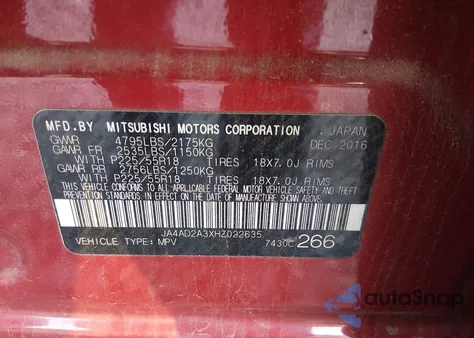 MFD.BY MITSUBISHI MOTORS CORPORATION JAPAN
GVWR 4795LBS/2175KG DEC 2016
GAWR FR 2535LBS/1150KG
WITH P225/55R18 TIRES 18X7.0J RIMS
GAWR RR 2756LBS/1250KG
WITH P225/55R18 TIRES 18X7.0J RIMS
THIS VEHICLE CONFORMS TO ALL APPLICABLE FEDERAL MOTOR VEHICLE SAFETY AND THEFT
PREVENTION STANDARDS IN EFFECT ON THE DATE OF MANUFACTURE SHOWN ABOVE.
JA4AD2A3XHZ022635
VEHICLE TYPE: MPV 7430C 266
autoSnap